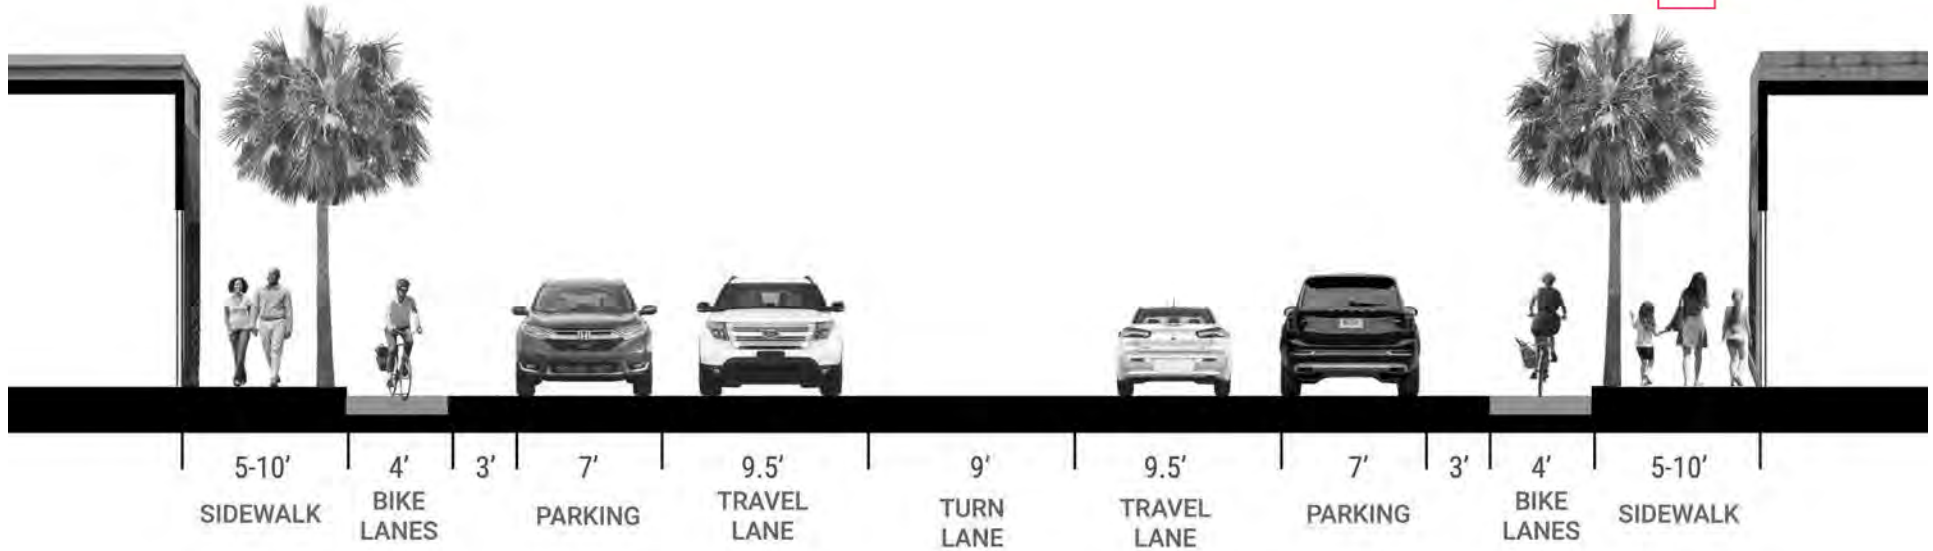 5-10’ 4’ 3’ 7’ 9.5’ 9’ 9.5’ 7’ 3’ 4’ 5-10’
SIDEWALK
BIKE
LANES
PARKING
TRAVEL
LANE
TURN
LANE
TRAVEL
LANE
PARKING
BIKE
LANES
SIDEWALK